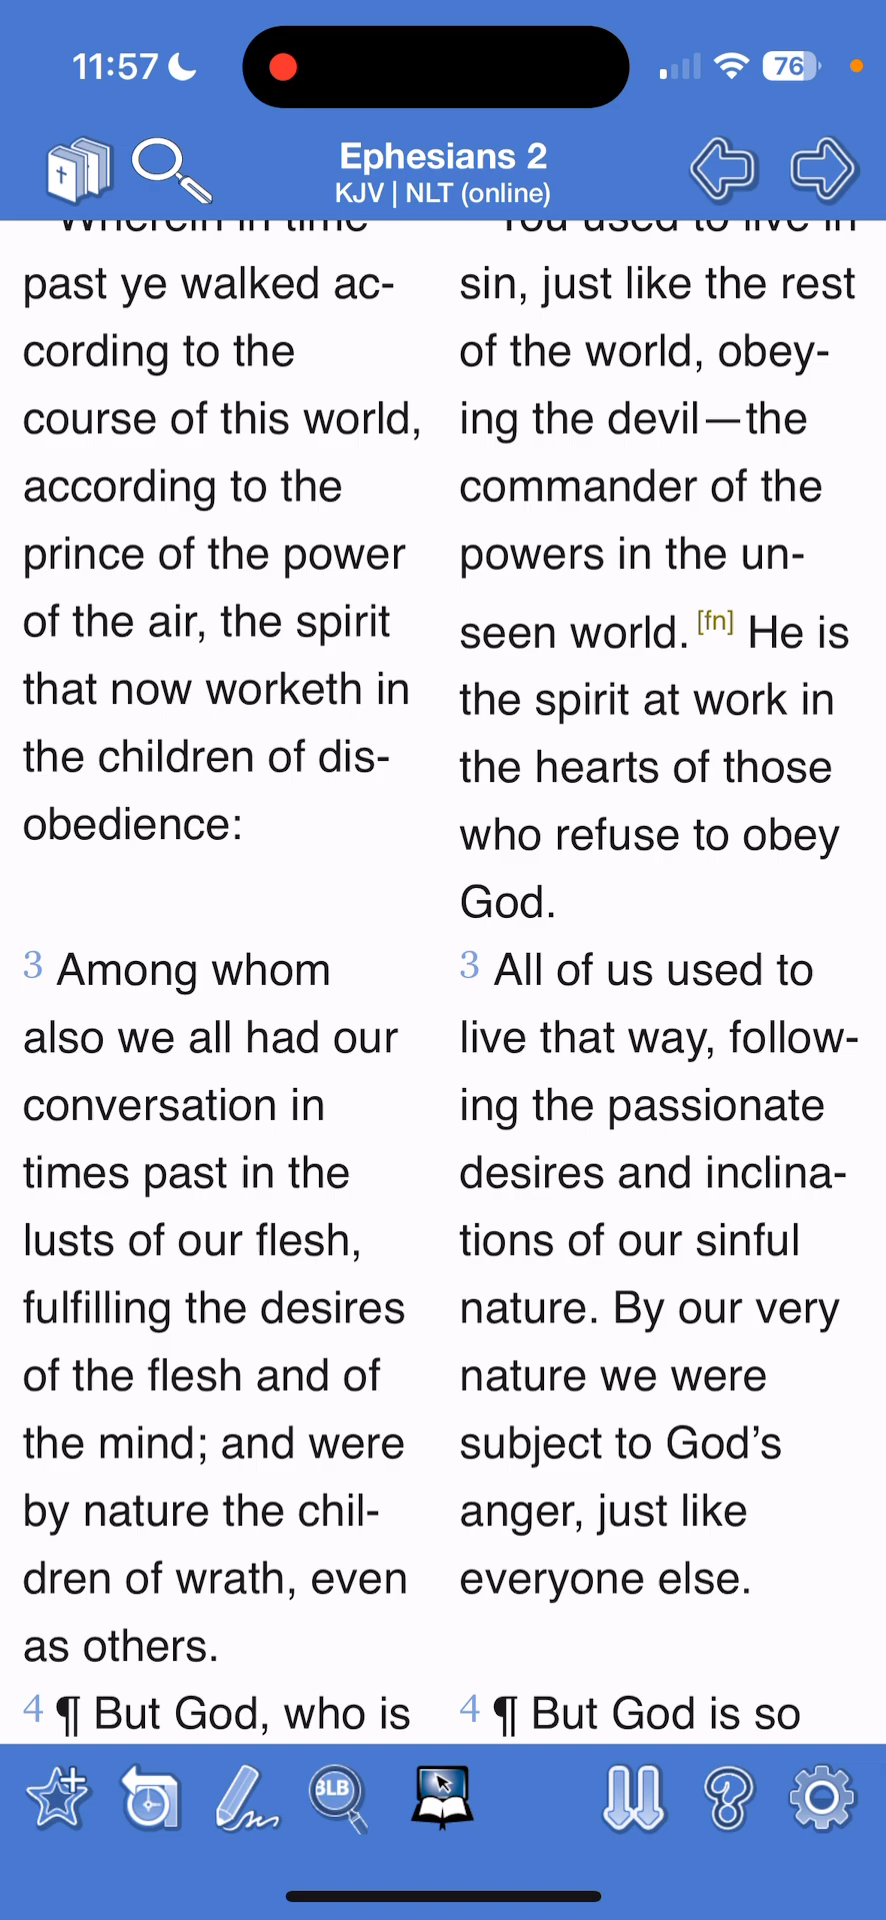 11:57
76
Ephesians 2
KJV | NLT (online)
Wherein in time
past ye walked ac-
cording to the
course of this world,
according to the
prince of the power
of the air, the spirit
that now worketh in
the children of dis-
obedience:
3 Among whom
also we all had our
conversation in
times past in the
lusts of our flesh,
fulfilling the desires
of the flesh and of
the mind; and were
by nature the chil-
dren of wrath, even
as others.
4 ¶ But God, who is
You used to live in
sin, just like the rest
of the world, obey-
ing the devil—the
commander of the
powers in the un-
seen world. [fn] He is
the spirit at work in
the hearts of those
who refuse to obey
God.
3 All of us used to
live that way, follow-
ing the passionate
desires and inclina-
tions of our sinful
nature. By our very
nature we were
subject to God’s
anger, just like
everyone else.
4 ¶ But God is so
BLB